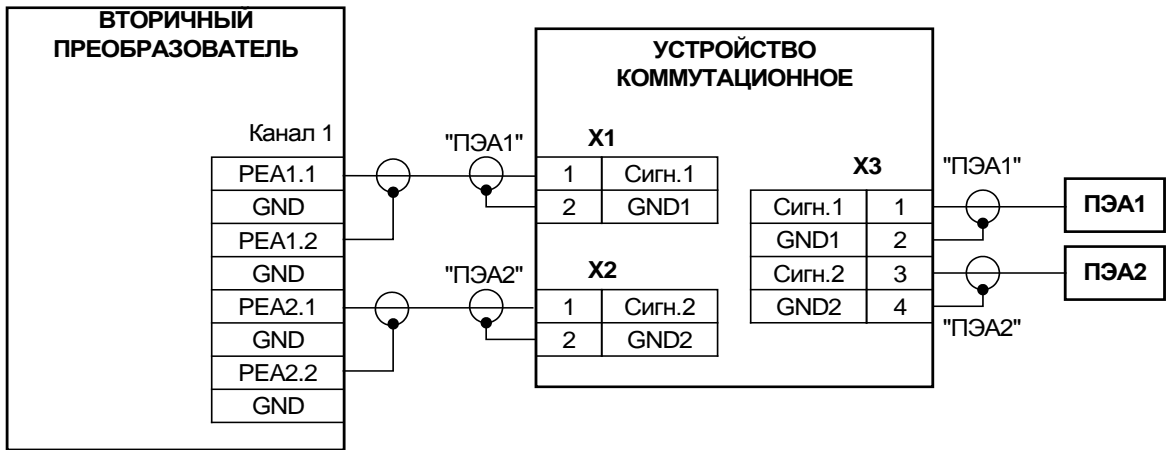 ВТОРИЧНЫЙ
ПРЕОБРАЗОВАТЕЛЬ
Канал 1
PEA1.1
GND
PEA1.2
GND
PEA2.1
GND
PEA2.2
GND
"ПЭА1"
"ПЭА2"
УСТРОЙСТВО
КОММУТАЦИОННОЕ
X1
1 Сигн.1
2 GND1
X2
1 Сигн.2
2 GND2
X3
Сигн.1 1
GND1 2
Сигн.2 3
GND2 4
"ПЭА1"
"ПЭА2"
ПЭА1
ПЭА2